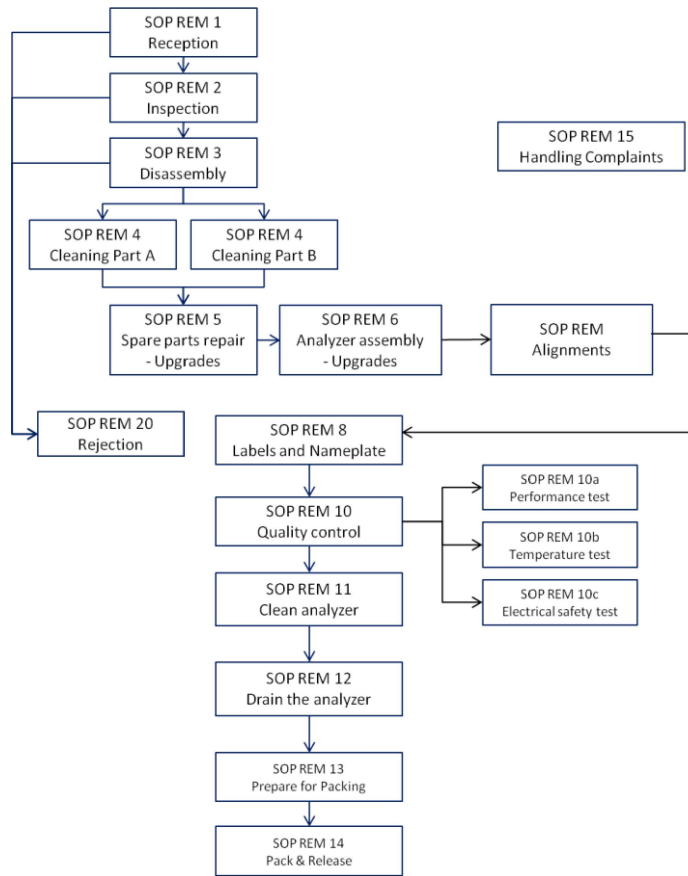 SOP REM 1
Reception
SOP REM 2
Inspection
SOP REM 15
Handling Complaints
SOP REM 3
Disassembly
SOP REM 4
Cleaning Part A
SOP REM 4
Cleaning Part B
SOP REM 5
Spare parts repair
- Upgrades
SOP REM 6
Analyzer assembly
- Upgrades
SOP REM
Alignments
SOP REM 20
Rejection
SOP REM 8
Labels and Nameplate
SOP REM 10
Quality control
SOP REM 10a
Performance test
SOP REM 10b
Temperature test
SOP REM 10c
Electrical safety test
SOP REM 11
Clean analyzer
SOP REM 12
Drain the analyzer
SOP REM 13
Prepare for Packing
SOP REM 14
Pack & Release